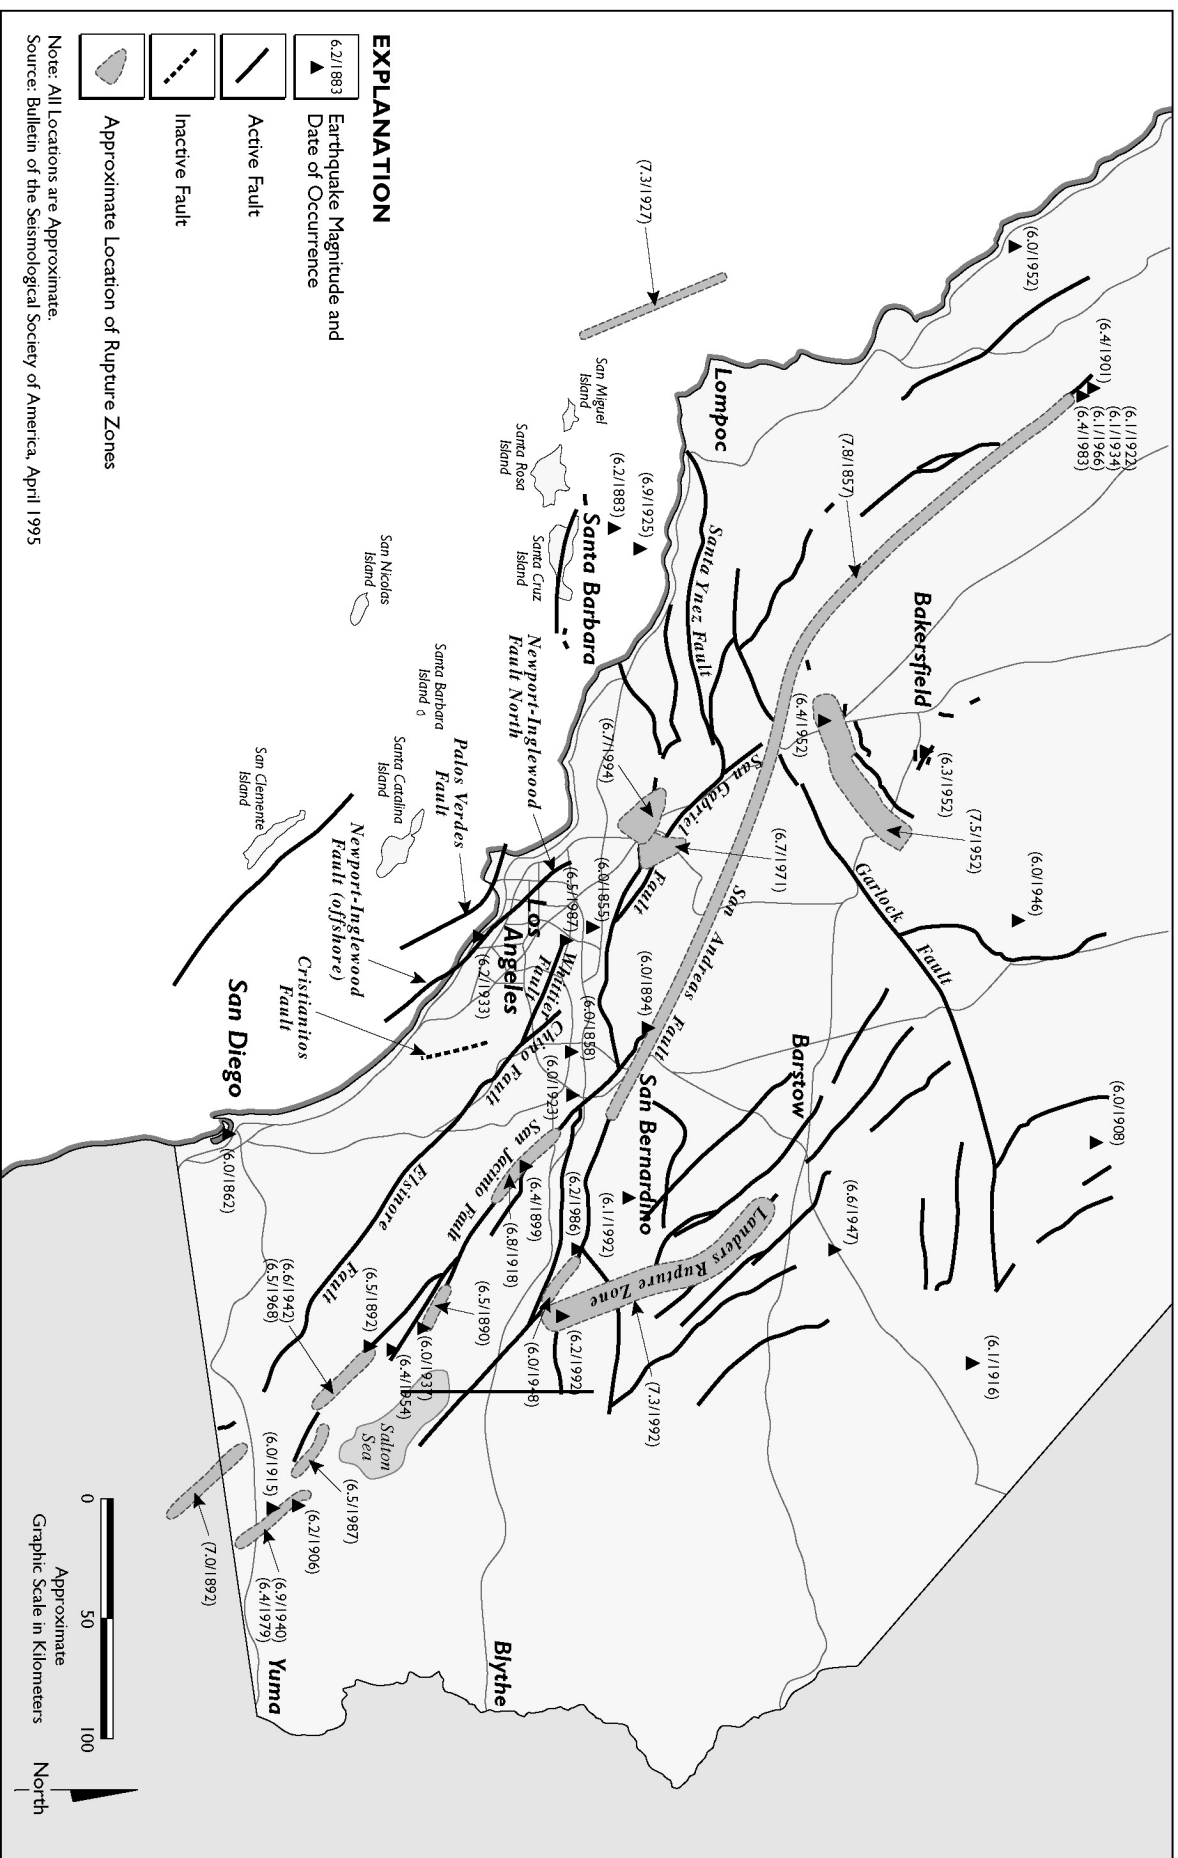 (6.0/1952)
(6.4/1901)
(6.1/1922)
(6.1/1934)
(6.1/1966)
(6.4/1983)
(7.3/1927)
(7.8/1857)
Bakersfield
(6.3/1952)
(7.5/1952)
(6.4/1952)
(6.0/1946)
(6.0/1908)
(6.1/1916)
(6.6/1947)
Garlock
Fault
Barstow
Lompoc
Santa Ynez Fault
(6.9/1925)
(6.2/1883)
Santa Barbara
San Miguel
Island
Santa Rosa
Island
Santa Cruz
Island
San Nicolas
Island
Santa Barbara
Island
Santa Catalina
Island
San Clemente
Island
San Gabriel
Fault
(6.7/1994)
(6.7/1971)
San Andreas Fault
Newport-Inglewood
Fault North
Palos Verdes
Fault
Newport-Inglewood
Fault (offshore)
Cristianitos
Fault
(6.0/1855)
(6.5/1987)
Los
Angeles
(6.2/1933)
Whittier
Fault
Chino Fault
(6.0/1894)
(6.0/1858)
(6.0/1923)
San Bernardino
San Jacinto Fault
Elsinore
Fault
(6.1/1992)
(6.2/1986)
(6.4/1899)
(6.8/1918)
Landers Rupture Zone
(7.3/1992)
(6.2/1992)
(6.0/1948)
(6.5/1890)
(6.0/1937)
(6.4/1954)
(6.5/1892)
(6.6/1942)
(6.5/1968)
Salton
Sea
San Diego
(6.0/1862)
(6.5/1987)
(6.2/1906)
(6.0/1915)
(6.9/1940)
(6.4/1979)
(7.0/1892)
Blythe
Yuma
EXPLANATION
6.2/1883
Earthquake Magnitude and
Date of Occurrence
Active Fault
Inactive Fault
Approximate Location of Rupture Zones
Note: All Locations are Approximate.
Source: Bulletin of the Seismological Society of America, April 1995
0 50 100
Approximate
Graphic Scale in Kilometers
North